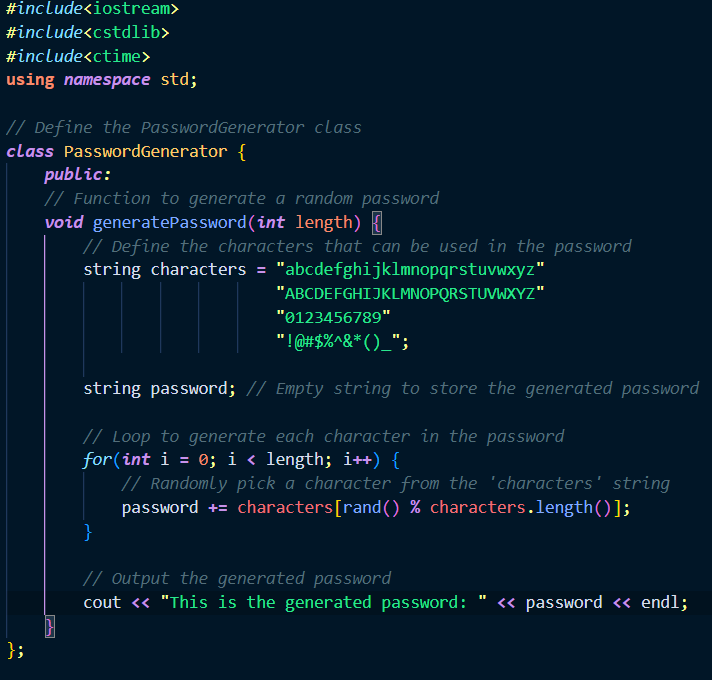 #include<iostream>
#include<cstdlib>
#include<ctime>
using namespace std;

// Define the PasswordGenerator class
class PasswordGenerator {
    public:
    // Function to generate a random password
    void generatePassword(int length) {
        // Define the characters that can be used in the password
        string characters = "abcdefghijklmnopqrstuvwxyz"
                            "ABCDEFGHIJKLMNOPQRSTUVWXYZ"
                            "0123456789"
                            "!@#$%^&*()_";

        string password; // Empty string to store the generated password

        // Loop to generate each character in the password
        for(int i = 0; i < length; i++) {
            // Randomly pick a character from the 'characters' string
            password += characters[rand() % characters.length()];
        }

        // Output the generated password
        cout << "This is the generated password: " << password << endl;
    }
};